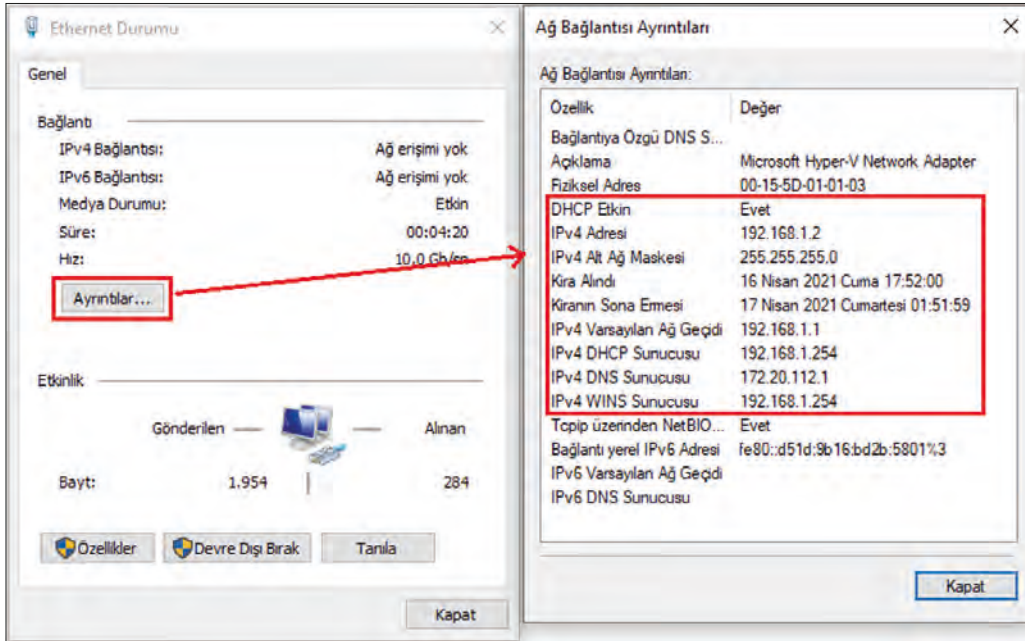 Ethernet Durumu
Genel
Bağlantı
IPv4 Bağlantısı: Ağ erişimi yok
IPv6 Bağlantısı: Ağ erişimi yok
Medya Durumu: Etkin
Süre: 00:04:20
Hız: 10,0 Gb/sn
Ayrıntılar...
Etkinlik
Gönderilen Alınan
Bayt: 1.954 284
Özellikler Devre Dışı Bırak Tanıla
Kapat
Ağ Bağlantısı Ayrıntıları
Ağ Bağlantısı Ayrıntıları:
Özellik Değer
Bağlantıya Özgü DNS S...
Açıklama Microsoft Hyper-V Network Adapter
Fiziksel Adres 00-15-5D-01-01-03
DHCP Etkin Evet
IPv4 Adresi 192.168.1.2
IPv4 Alt Ağ Maskesi 255.255.255.0
Kira Alındı 16 Nisan 2021 Cuma 17:52:00
Kiranın Sona Ermesi 17 Nisan 2021 Cumartesi 01:51:59
IPv4 Varsayılan Ağ Geçidi 192.168.1.1
IPv4 DHCP Sunucusu 192.168.1.254
IPv4 DNS Sunucusu 172.20.112.1
IPv4 WINS Sunucusu 192.168.1.254
Tcpip üzerinden NetBIO... Evet
Bağlantı yerel IPv6 Adresi fe80::d51d:9b16:bd2b:5801%3
IPv6 Varsayılan Ağ Geçidi
IPv6 DNS Sunucusu
Kapat